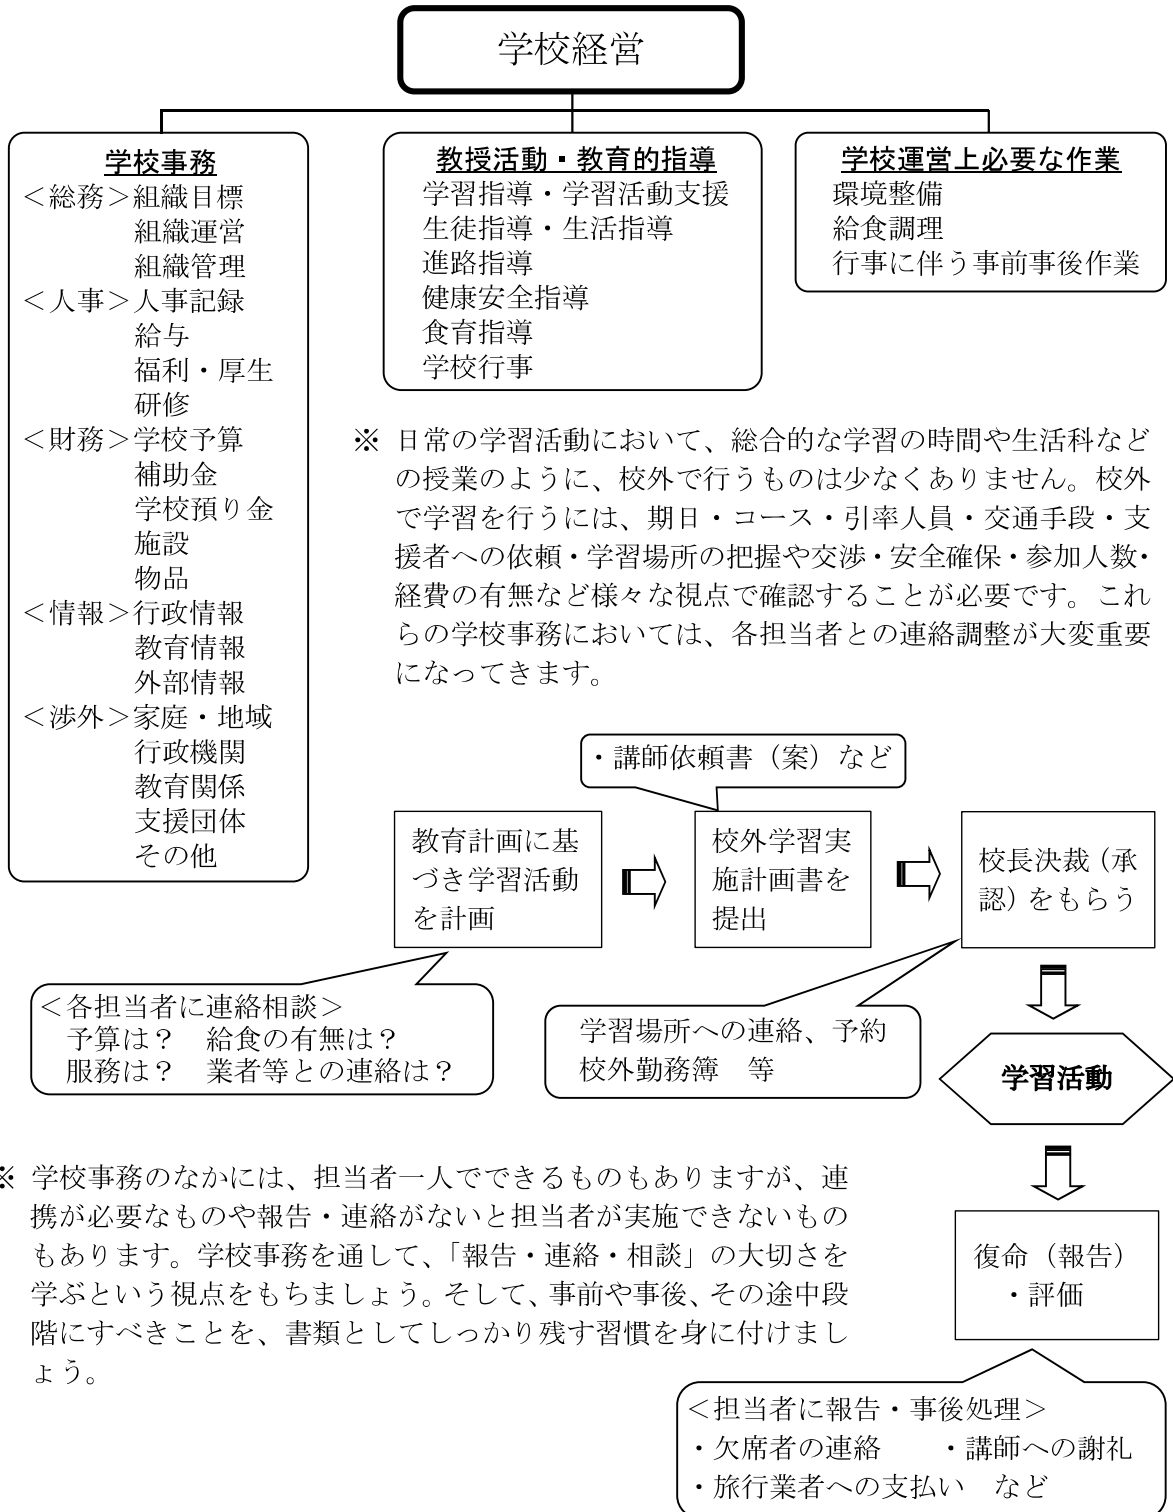 学校経営
学校事務
＜総務＞組織目標
組織運営
組織管理
＜人事＞人事記録
給与
福利・厚生
研修
＜財務＞学校予算
補助金
学校預り金
施設
物品
＜情報＞行政情報
教育情報
外部情報
＜渉外＞家庭・地域
行政機関
教育関係
支援団体
その他
教授活動・教育的指導
学習指導・学習活動支援
生徒指導・生活指導
進路指導
健康安全指導
食育指導
学校行事
学校運営上必要な作業
環境整備
給食調理
行事に伴う事前事後作業
※ 日常の学習活動において、総合的な学習の時間や生活科など
の授業のように、校外で行うものは少なくありません。校外
で学習を行うには、期日・コース・引率人員・交通手段・支
援者への依頼・学習場所の把握や交渉・安全確保・参加人数・
経費の有無など様々な視点で確認することが必要です。これ
らの学校事務においては、各担当者との連絡調整が大変重要
になってきます。
・講師依頼書（案）など
教育計画に基
づき学習活動
を計画
校外学習実
施計画書を
提出
校長決裁（承
認）をもらう
＜各担当者に連絡相談＞
予算は？　給食の有無は？
服務は？　業者等との連絡は？
学習場所への連絡、予約
校外勤務簿　等
学習活動
※ 学校事務のなかには、担当者一人でできるものもありますが、連
携が必要なものや報告・連絡がないと担当者が実施できないもの
もあります。学校事務を通して、「報告・連絡・相談」の大切さを
学ぶという視点をもちましょう。そして、事前や事後、その途中段
階にすべきことを、書類としてしっかり残す習慣を身に付けまし
ょう。
復命（報告）
・評価
＜担当者に報告・事後処理＞
・欠席者の連絡　　・講師への謝礼
・旅行業者への支払い　など